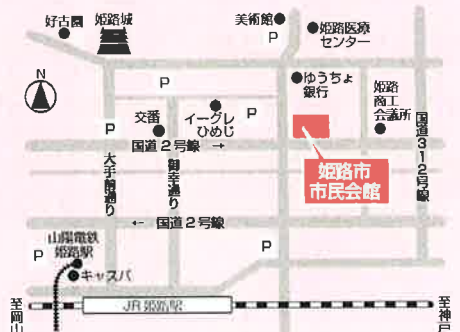 好古園
姫路城
美術館
姫路医療
センター
P
N
P
ゆうちょ
銀行
姫路
商工
会議所
P
交番
イーグレ
ひめじ
P
国道2号線 →
大手前通り
御幸通り
国道312号線
姫路市
市民会館
← 国道2号線
山陽電鉄
姫路駅
P
P
キャスパ
至岡山
JR 姫路駅
至神戸